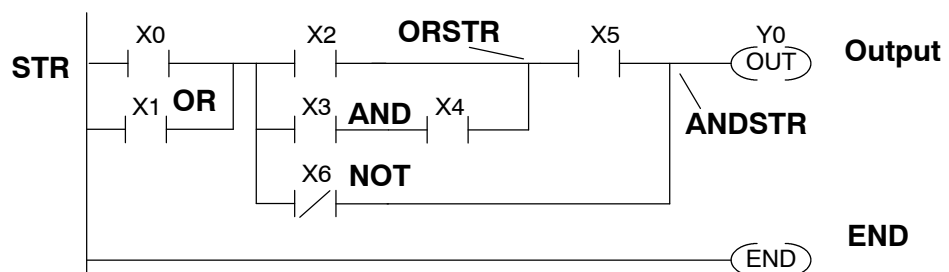 X0 X2 ORSTR X5 Y0
STR OUT Output
X1 OR X3 AND X4 ANDSTR
X6 NOT
END
END